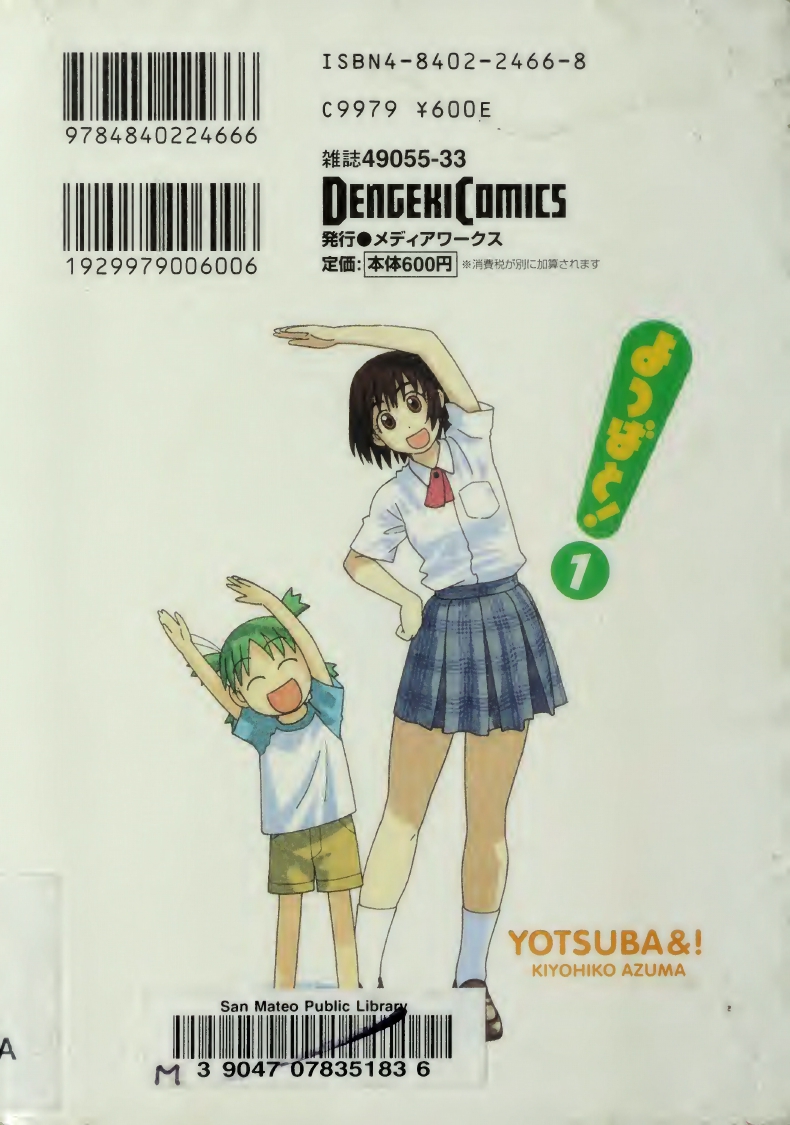 9784840224666
1929979006006
ISBN4-8402-2466-8
C9979 ¥600E
雑誌49055-33
DENGEKI COMICS
発行●メディアワークス
定価:本体600円 ※消費税が別に加算されます
よつばと!
1
YOTSUBA&!
KIYOHIKO AZUMA
A
San Mateo Public Library
M 3 9047 07835183 6